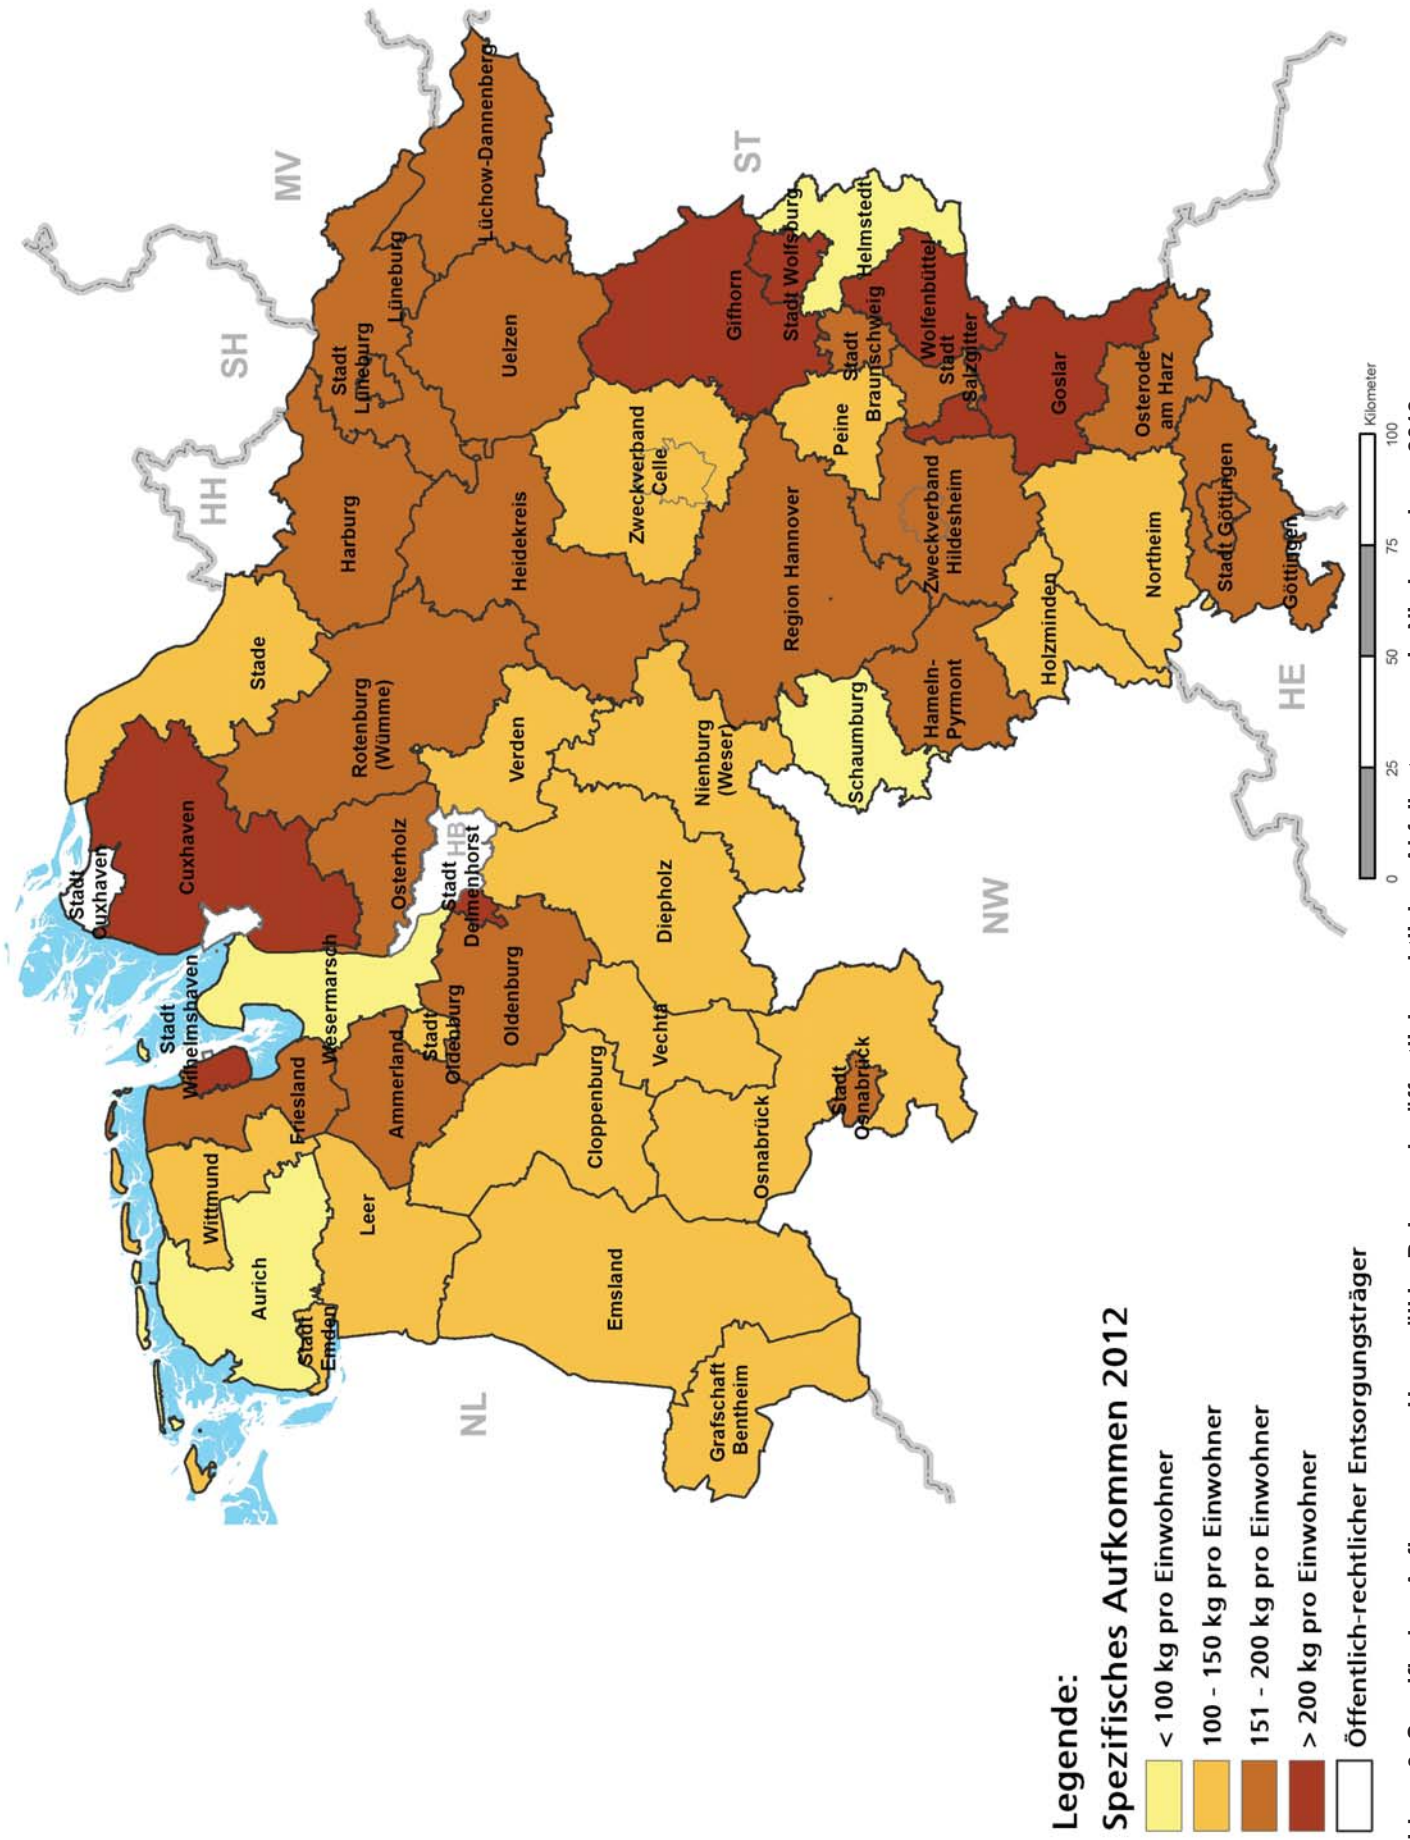 SH
MV
HH
Stadt
Cuxhaven
Cuxhaven
Stade
Harburg
Stadt
Lüneburg
Lüneburg
Lüchow-Dannenberg
Uelzen
Stadt
Wilhelmshaven
Wittmund
Aurich
Friesland
Wesermarsch
Stadt
Emden
Leer
Ammerland
Stadt
Oldenburg
Oldenburg
Osterholz
Rotenburg
(Wümme)
Stadt
Delmenhorst
HB
Verden
Heidekreis
NL
Emsland
Cloppenburg
Vechta
Diepholz
Nienburg
(Weser)
Zweckverband
Celle
Gifhorn
ST
Grafschaft
Bentheim
Osnabrück
Stadt
Osnabrück
Schaumburg
Region Hannover
Peine
Stadt
Braunschweig
Stadt Wolfsburg
Helmstedt
Wolfenbüttel
Stadt
Salzgitter
Hameln-
Pyrmont
Zweckverband
Hildesheim
NW
Holzminden
Northeim
Goslar
Osterode
am Harz
Stadt Göttingen
Göttingen
HE
Legende:
Spezifisches Aufkommen 2012
< 100 kg pro Einwohner
100 - 150 kg pro Einwohner
151 - 200 kg pro Einwohner
> 200 kg pro Einwohner
Öffentlich-rechtlicher Entsorgungsträger
0 25 50 75 100
Kilometer